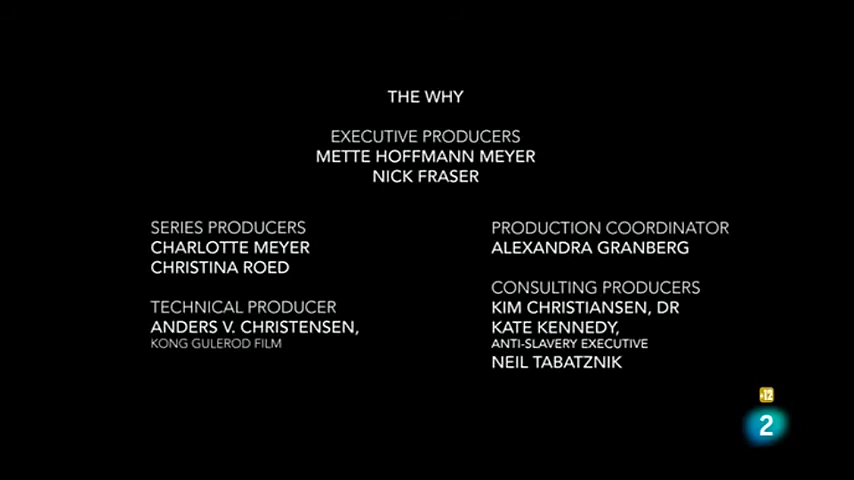 THE WHY
EXECUTIVE PRODUCERS
METTE HOFFMANN MEYER
NICK FRASER
SERIES PRODUCERS
CHARLOTTE MEYER
CHRISTINA ROED
TECHNICAL PRODUCER
ANDERS V. CHRISTENSEN,
KONG GULEROD FILM
PRODUCTION COORDINATOR
ALEXANDRA GRANBERG
CONSULTING PRODUCERS
KIM CHRISTIANSEN, DR
KATE KENNEDY,
ANTI-SLAVERY EXECUTIVE
NEIL TABATZNIK
+12
2